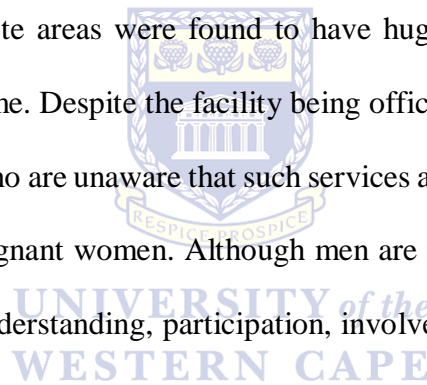 te areas were found to have hug
ne. Despite the facility being offic
no are unaware that such services a
RESPICE PROSPICE
gnant women. Although men are
UNIVERSITY of the
derstanding, participation, involve
WESTERN CAPE